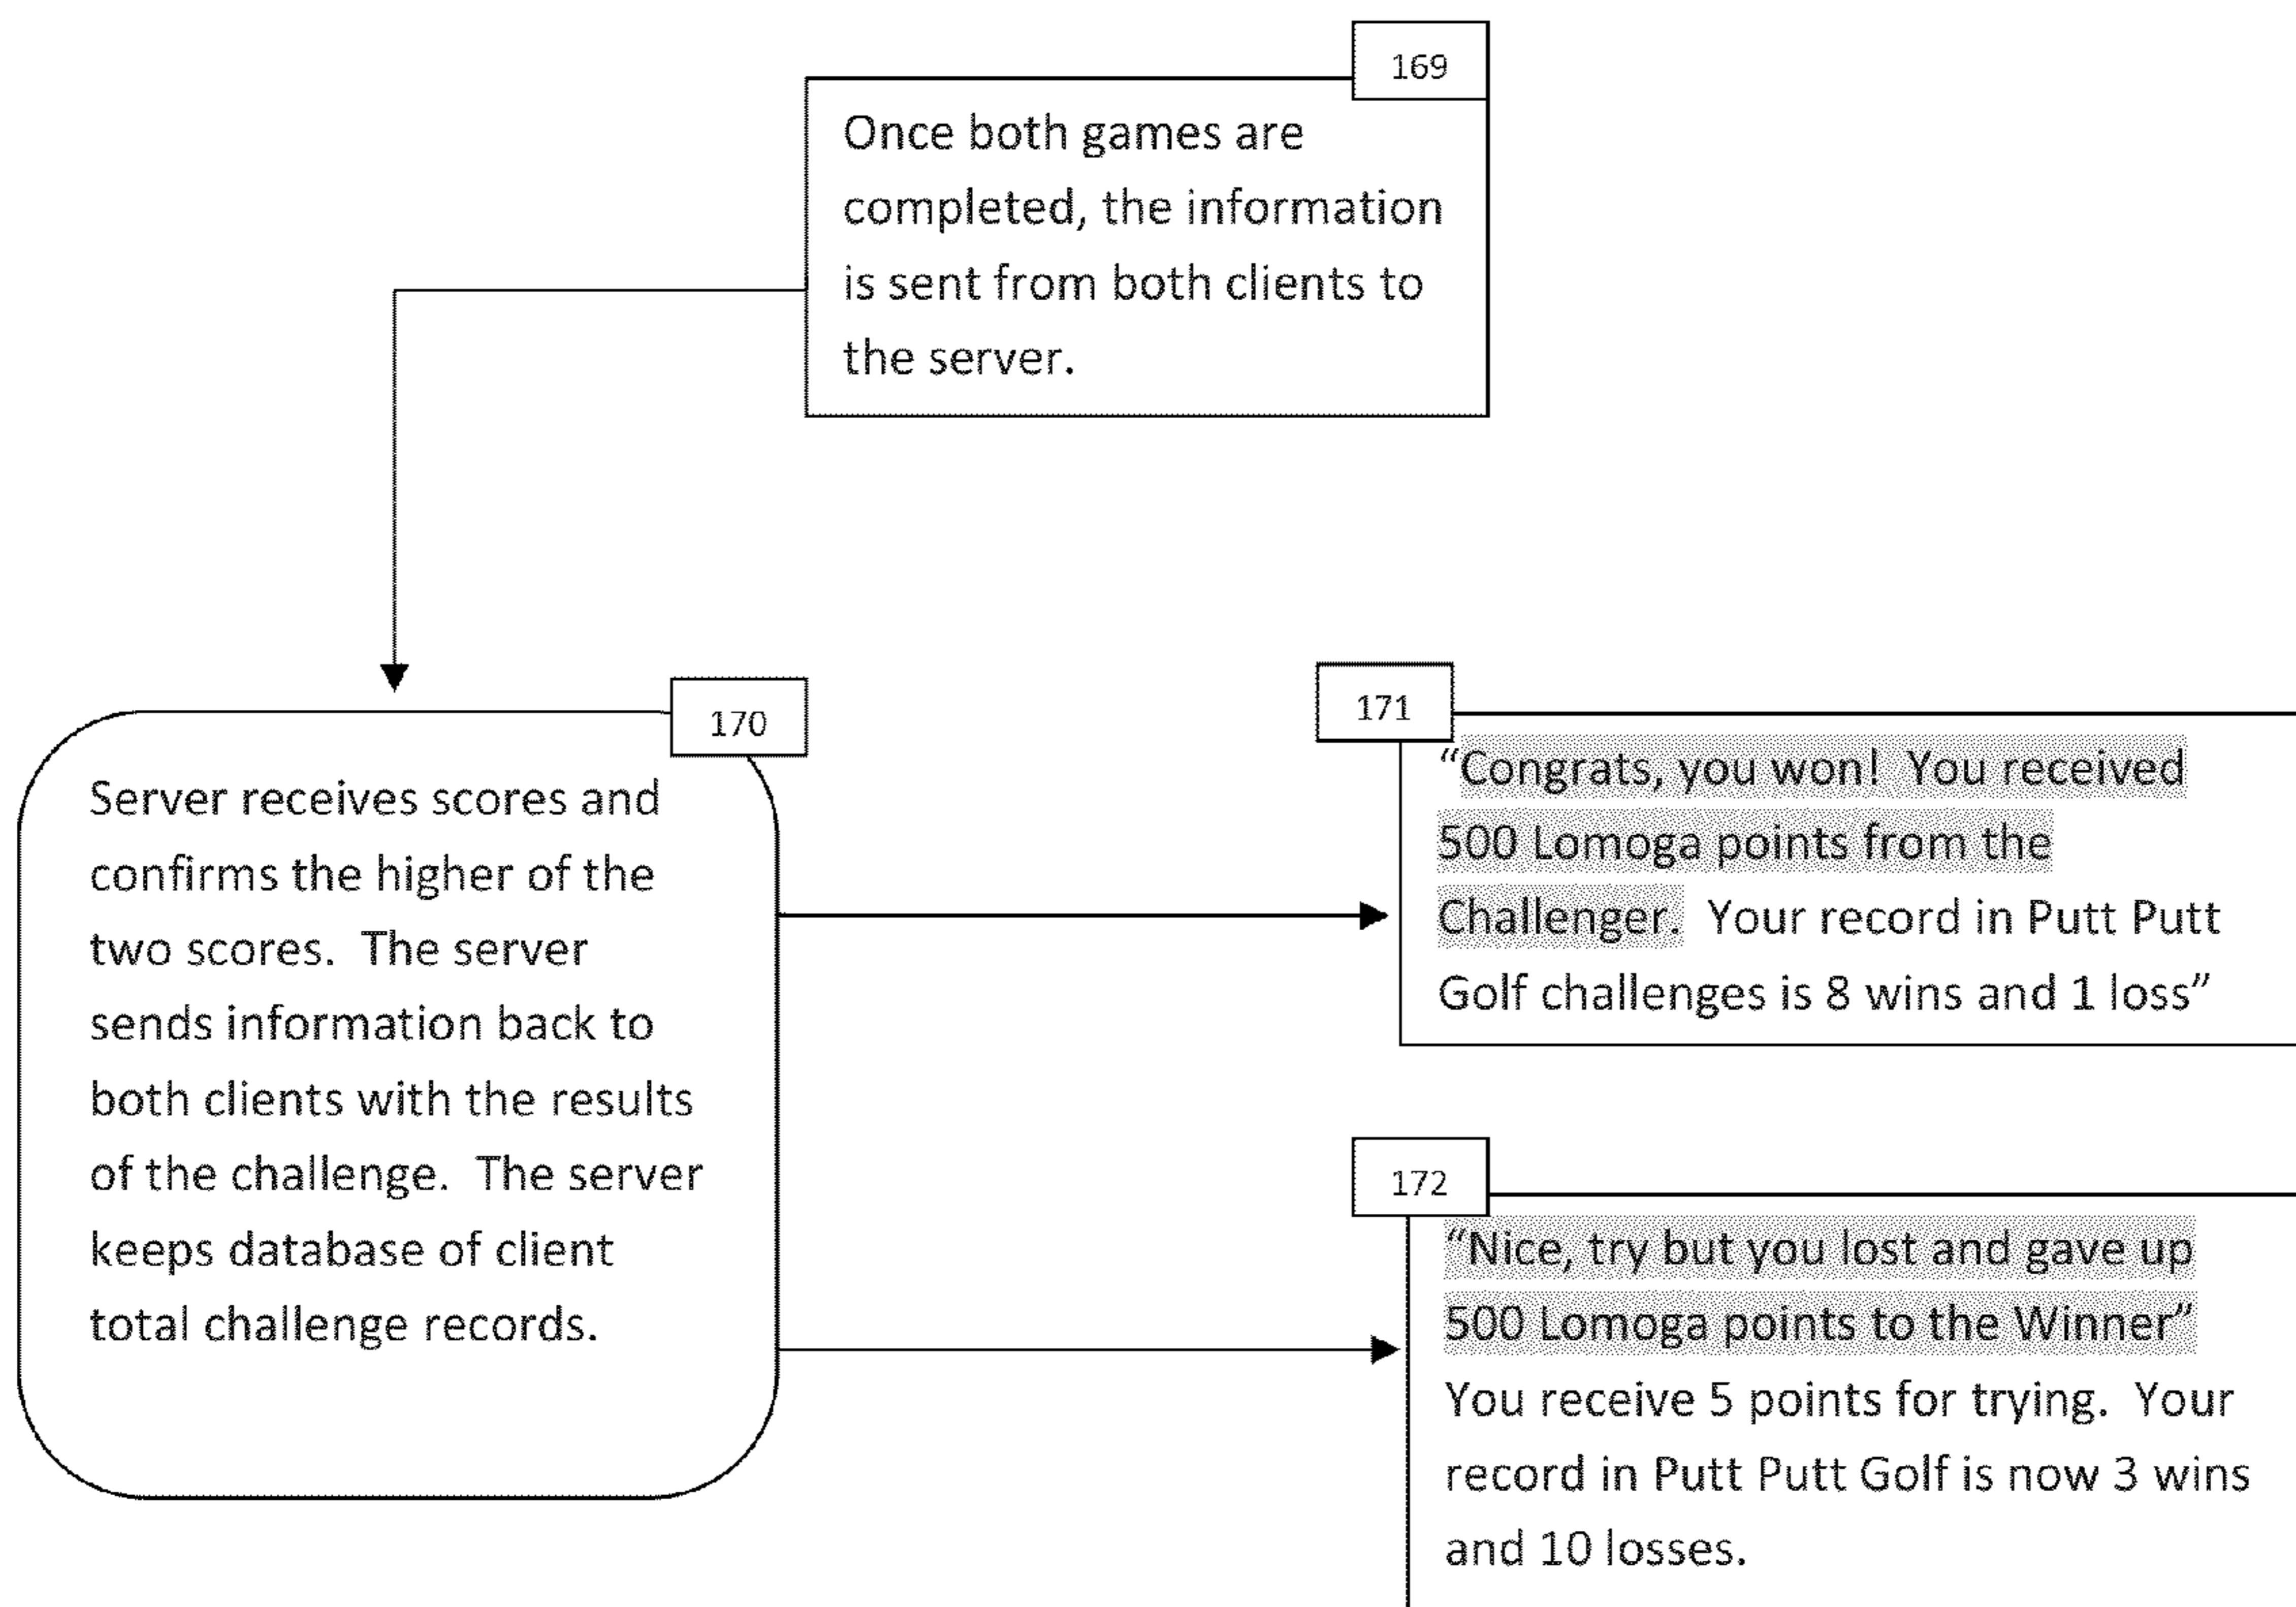 169
Once both games are
completed, the information
is sent from both clients to
the server.
170
Server receives scores and
confirms the higher of the
two scores.  The server
sends information back to
both clients with the results
of the challenge.  The server
keeps database of client
total challenge records.
171
“Congrats, you won!  You received
500 Lomoga points from the
Challenger.  Your record in Putt Putt
Golf challenges is 8 wins and 1 loss”
172
“Nice, try but you lost and gave up
500 Lomoga points to the Winner”
You receive 5 points for trying.  Your
record in Putt Putt Golf is now 3 wins
and 10 losses.